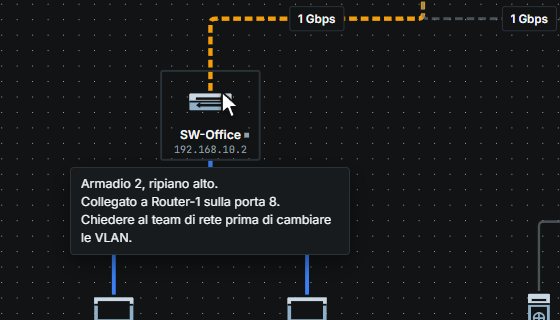 1 Gbps
1 Gbps
SW-Office
192.168.10.2
Armadio 2, ripiano alto.
Collegato a Router-1 sulla porta 8.
Chiedere al team di rete prima di cambiare
le VLAN.